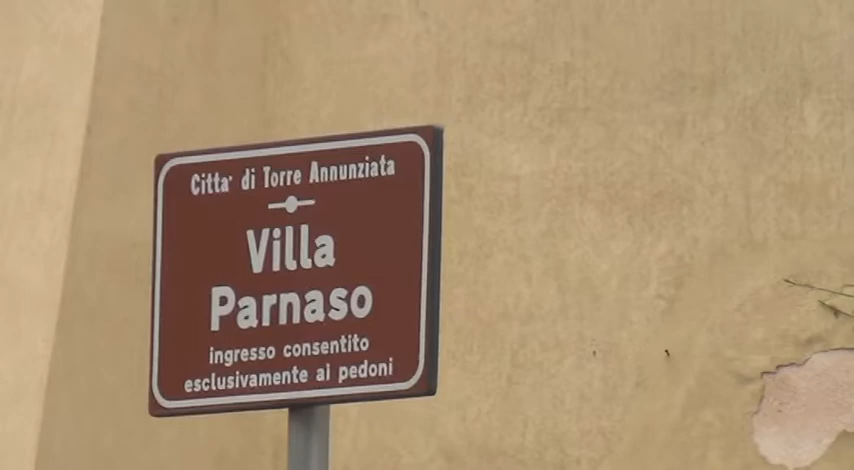 Citta' di Torre Annunziata
Villa
Parnaso
ingresso consentito
esclusivamente ai pedoni